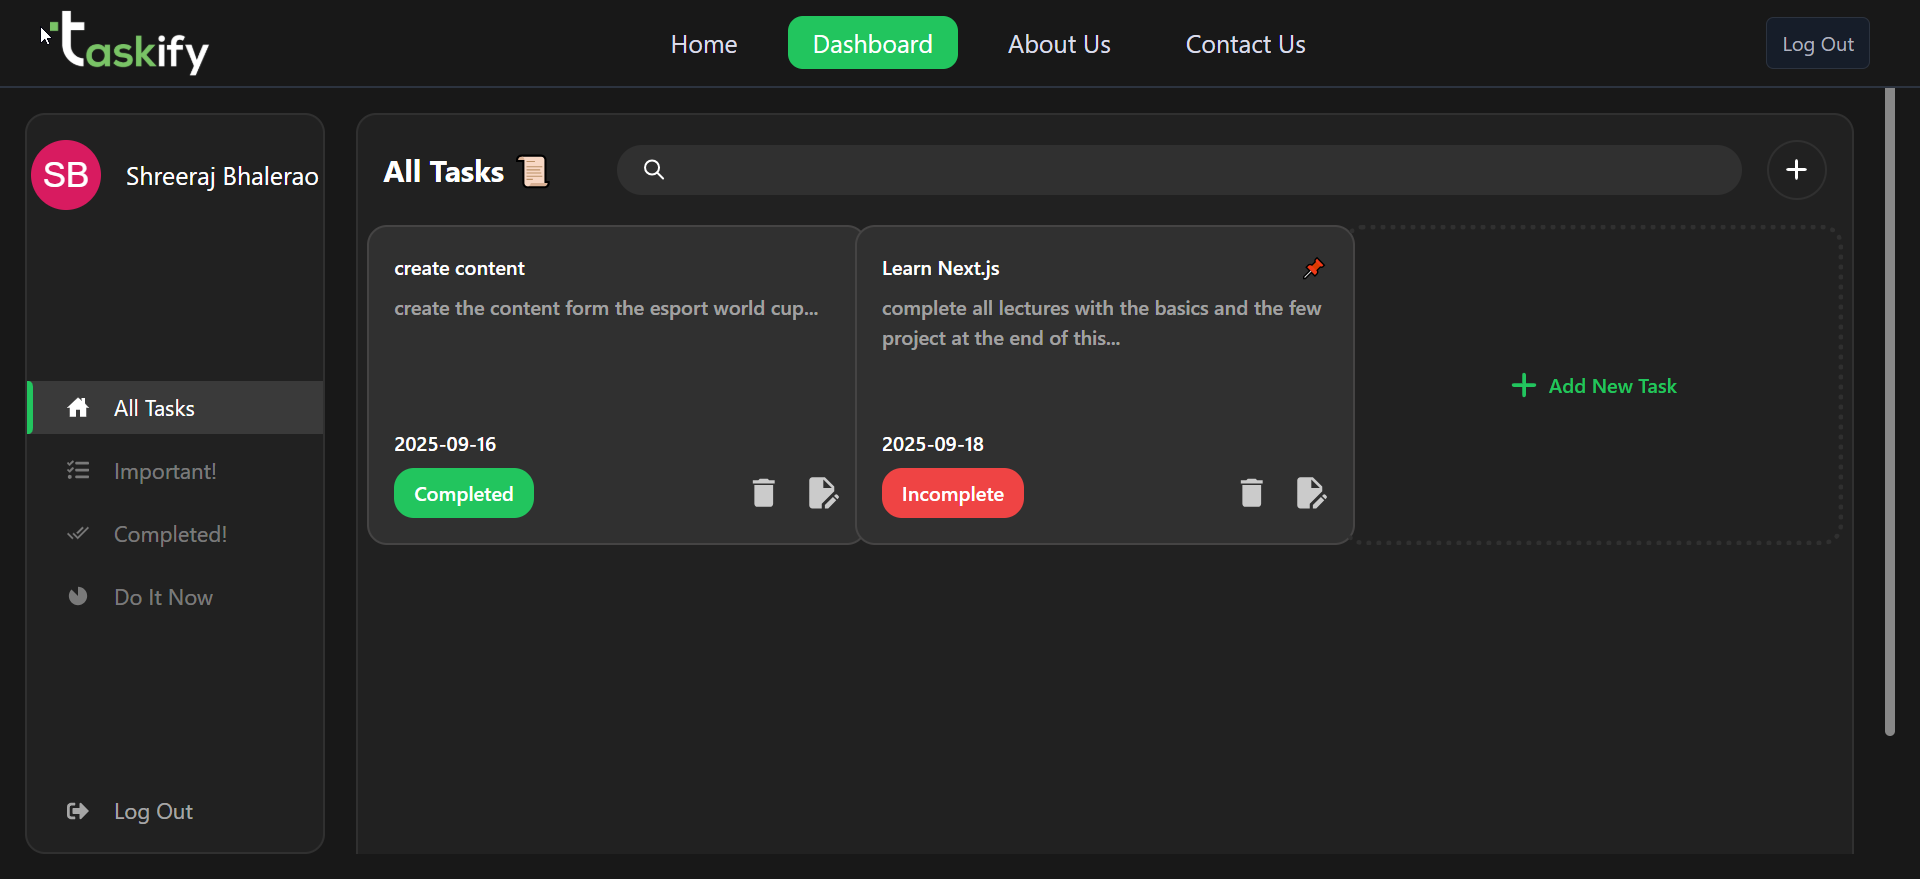 taskify
Home
Dashboard
About Us
Contact Us
Log Out
SB
Shreeraj Bhalerao
All Tasks
Important!
Completed!
Do It Now
Log Out
All Tasks
create content
create the content form the esport world cup...
2025-09-16
Completed
Learn Next.js
complete all lectures with the basics and the few
project at the end of this...
2025-09-18
Incomplete
Add New Task